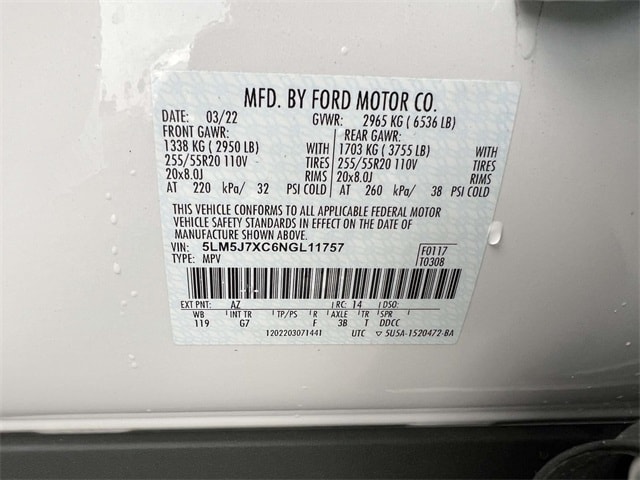 MFD. BY FORD MOTOR CO.
DATE: 03/22 GVWR: 2965 KG ( 6536 LB)
FRONT GAWR: REAR GAWR:
1338 KG ( 2950 LB) WITH 1703 KG ( 3755 LB) WITH
255/55R20 110V TIRES 255/55R20 110V TIRES
20x8.0J RIMS 20x8.0J RIMS
AT 220 kPa/ 32 PSI COLD AT 260 kPa/ 38 PSI COLD
THIS VEHICLE CONFORMS TO ALL APPLICABLE FEDERAL MOTOR
VEHICLE SAFETY STANDARDS IN EFFECT ON THE DATE OF
MANUFACTURE SHOWN ABOVE.
VIN: 5LM5J7XC6NGL11757 F0117
TYPE: MPV T0308
EXT PNT: AZ RC: 14 DSO:
WB INT TR TP/PS R AXLE TR SPR
119 G7 F 3B T DDCC
1202203071441 UTC ▽ 5U5A-1520472-BA